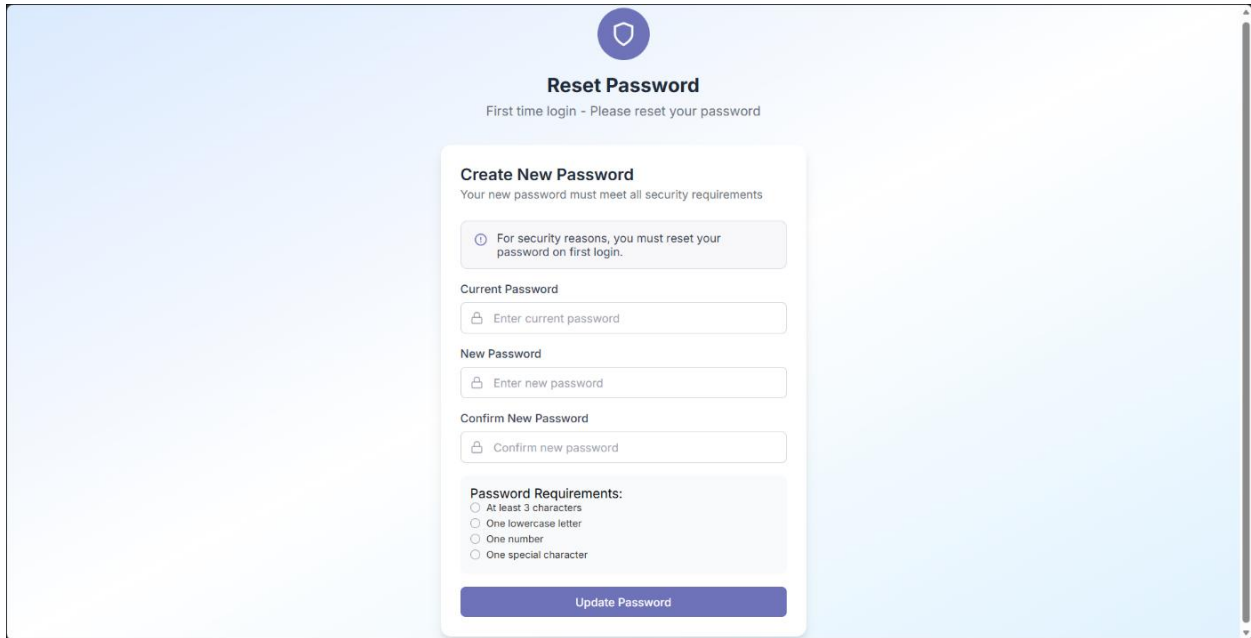 Reset Password
First time login - Please reset your password
Create New Password
Your new password must meet all security requirements
For security reasons, you must reset your
password on first login.
Current Password
Enter current password
New Password
Enter new password
Confirm New Password
Confirm new password
Password Requirements:
At least 3 characters
One lowercase letter
One number
One special character
Update Password